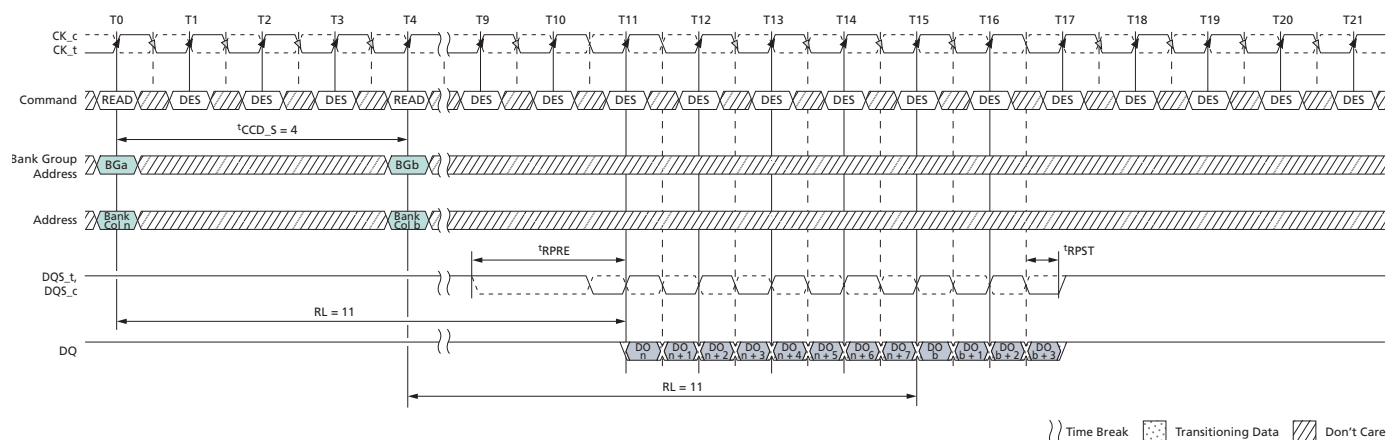 T0 T1 T2 T3 T4 T9 T10 T11 T12 T13 T14 T15 T16 T17 T18 T19 T20 T21
CK_c
CK_t
Command READ DES DES DES READ DES DES DES DES DES DES DES DES DES DES DES DES DES
tCCD_S = 4
Bank Group
Address
BGa BGb
Address
Bank
Col n
Bank
Col b
tRPRE tRPST
DQS_t,
DQS_c
RL = 11
DQ
DO
n
DO
n + 1
DO
n + 2
DO
n + 3
DO
n + 4
DO
n + 5
DO
n + 6
DO
n + 7
DO
b
DO
b + 1
DO
b + 2
DO
b + 3
RL = 11
Time Break Transitioning Data Don't Care